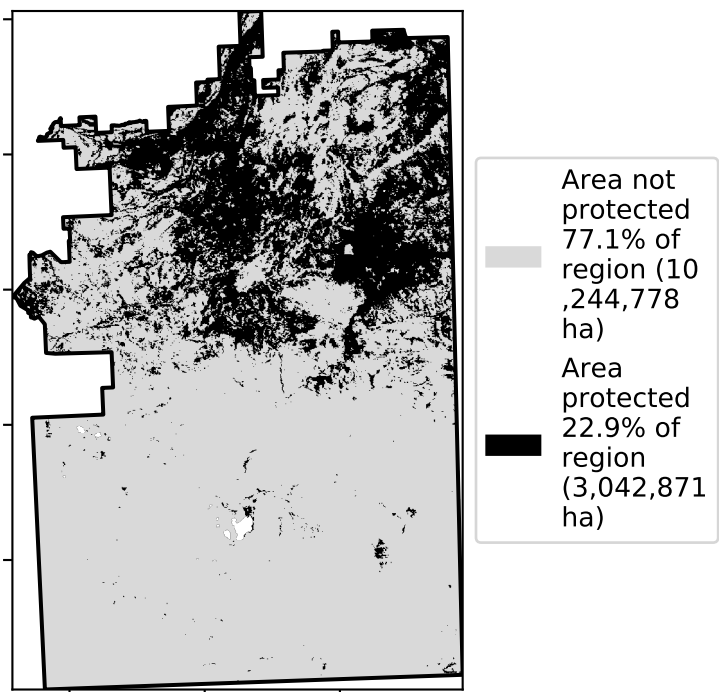 Area not
protected
77.1% of
region (10
,244,778
ha)
Area
protected
22.9% of
region
(3,042,871
ha)